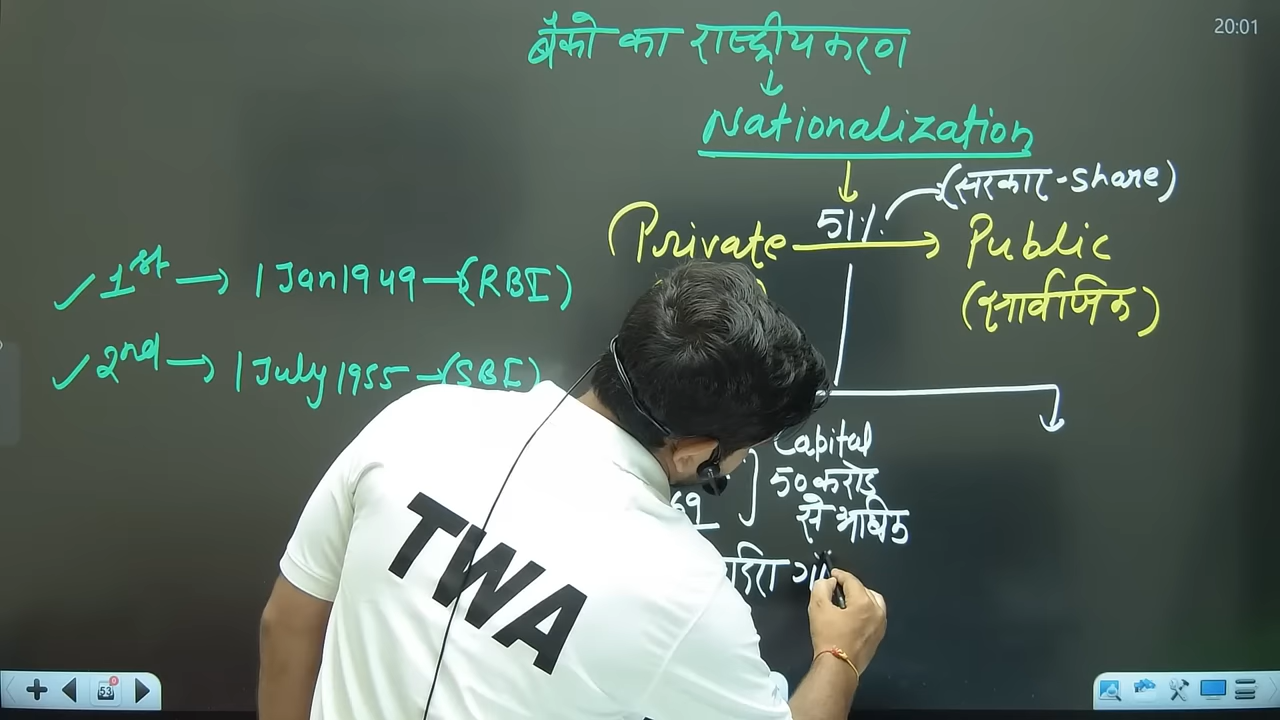 20:01
बैंको का राष्ट्रीयकरण
Nationalization
(सरकार-share)
51%
Private → Public
(सार्वजनिक)
✓ 1st → 1 Jan 1949 - (RBI)
✓ 2nd → 1 July 1955 - (SBI)
Capital
50 करोड़
से अधिक
69
TWA
53